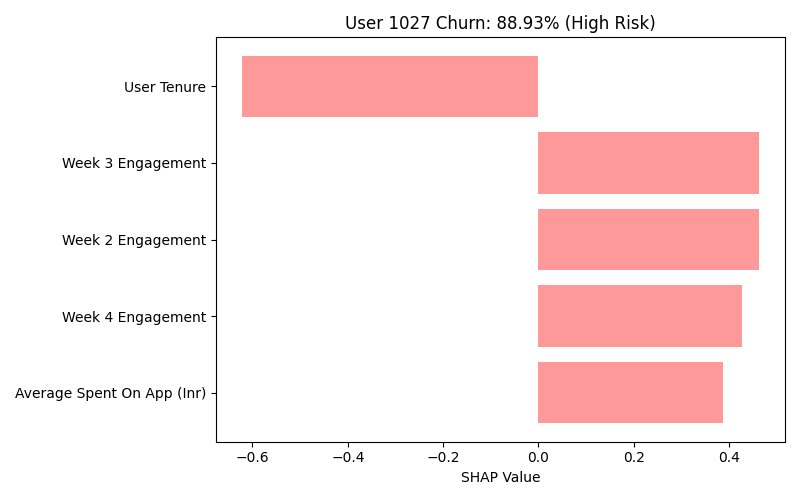 User 1027 Churn: 88.93% (High Risk)
User Tenure
Week 3 Engagement
Week 2 Engagement
Week 4 Engagement
Average Spent On App (Inr)
−0.6 −0.4 −0.2 0.0 0.2 0.4
SHAP Value